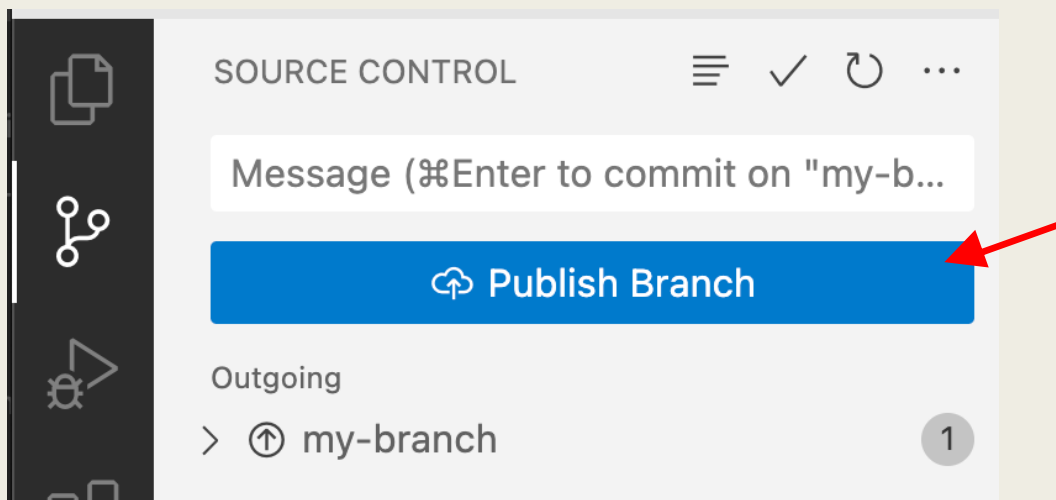 SOURCE CONTROL
Message (⌘Enter to commit on "my-b...
Publish Branch
Outgoing
my-branch
1